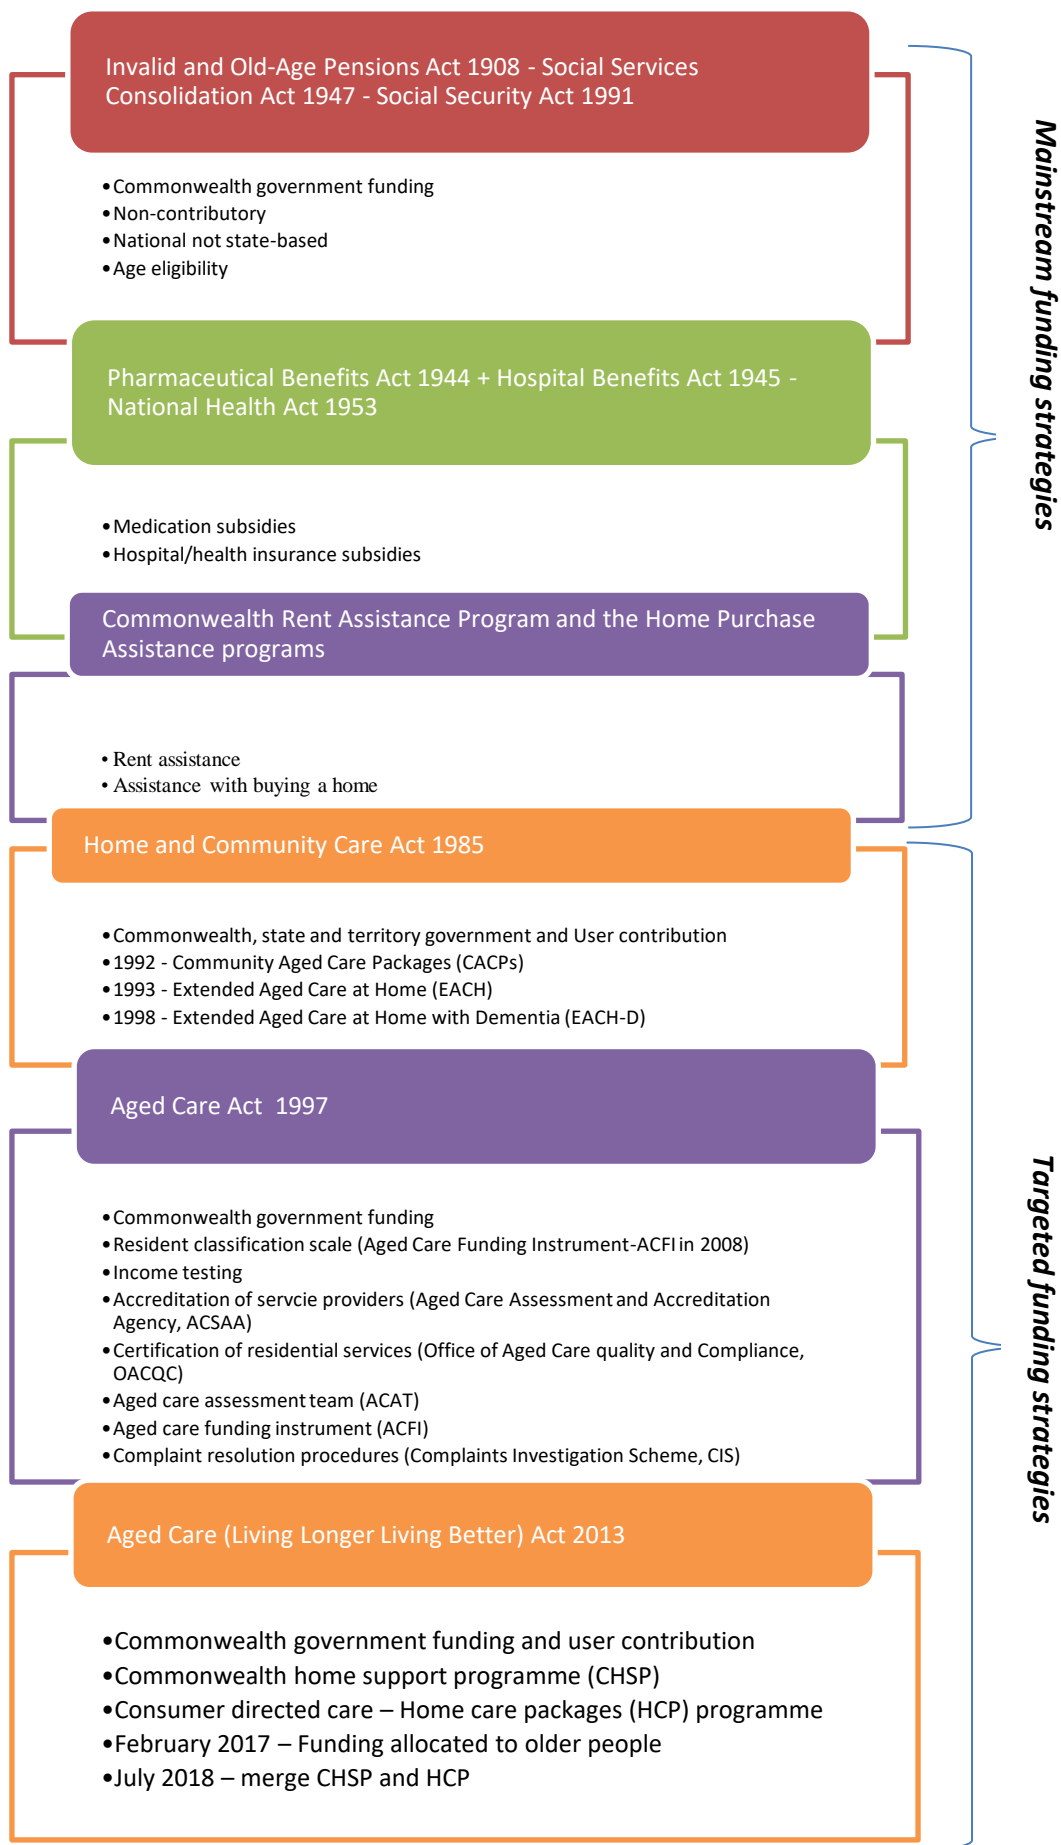 Invalid and Old-Age Pensions Act 1908 - Social Services
Consolidation Act 1947 - Social Security Act 1991
•Commonwealth government funding
•Non-contributory
•National not state-based
•Age eligibility
Pharmaceutical Benefits Act 1944 + Hospital Benefits Act 1945 -
National Health Act 1953
•Medication subsidies
•Hospital/health insurance subsidies
Commonwealth Rent Assistance Program and the Home Purchase
Assistance programs
• Rent assistance
• Assistance with buying a home
Mainstream funding strategies
Home and Community Care Act 1985
•Commonwealth, state and territory government and User contribution
•1992 - Community Aged Care Packages (CACPs)
•1993 - Extended Aged Care at Home (EACH)
•1998 - Extended Aged Care at Home with Dementia (EACH-D)
Aged Care Act 1997
•Commonwealth government funding
•Resident classification scale (Aged Care Funding Instrument-ACFI in 2008)
•Income testing
•Accreditation of servcie providers (Aged Care Assessment and Accreditation
Agency, ACSAA)
•Certification of residential services (Office of Aged Care quality and Compliance,
OACQC)
•Aged care assessment team (ACAT)
•Aged care funding instrument (ACFI)
•Complaint resolution procedures (Complaints Investigation Scheme, CIS)
Aged Care (Living Longer Living Better) Act 2013
•Commonwealth government funding and user contribution
•Commonwealth home support programme (CHSP)
•Consumer directed care – Home care packages (HCP) programme
•February 2017 – Funding allocated to older people
•July 2018 – merge CHSP and HCP
Targeted funding strategies